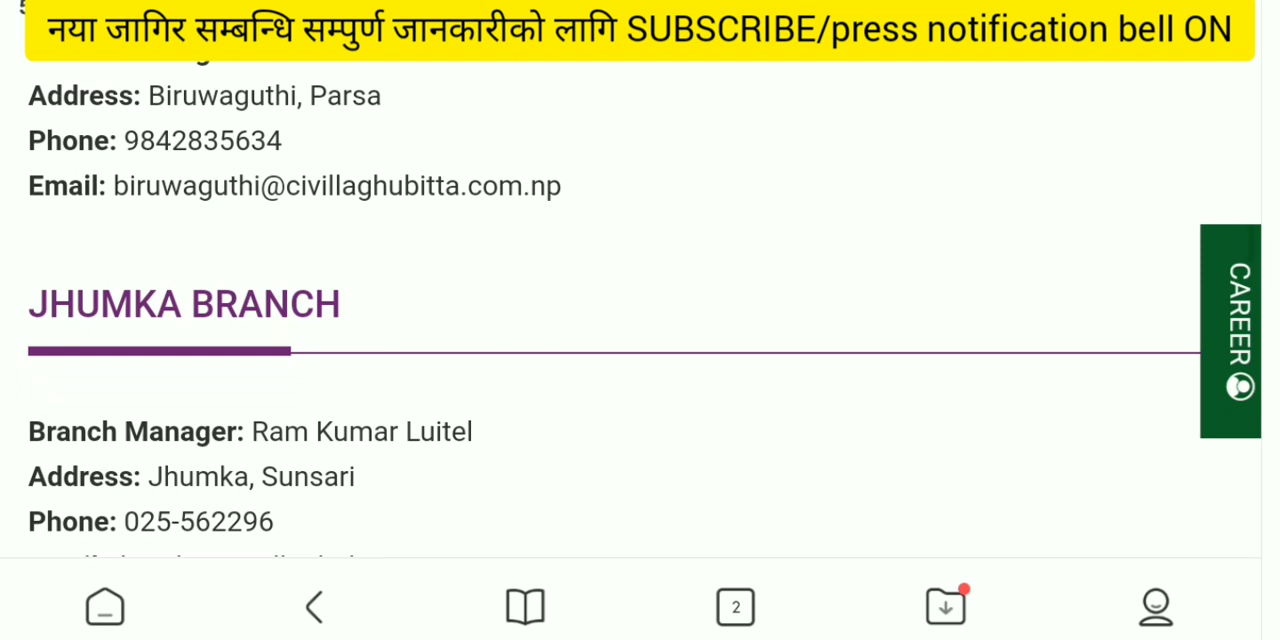 नया जागिर सम्बन्धि सम्पुर्ण जानकारीको लागि SUBSCRIBE/press notification bell ON
Address: Biruwaguthi, Parsa
Phone: 9842835634
Email: biruwaguthi@civillaghubitta.com.np
CAREER
JHUMKA BRANCH
Branch Manager: Ram Kumar Luitel
Address: Jhumka, Sunsari
Phone: 025-562296
2